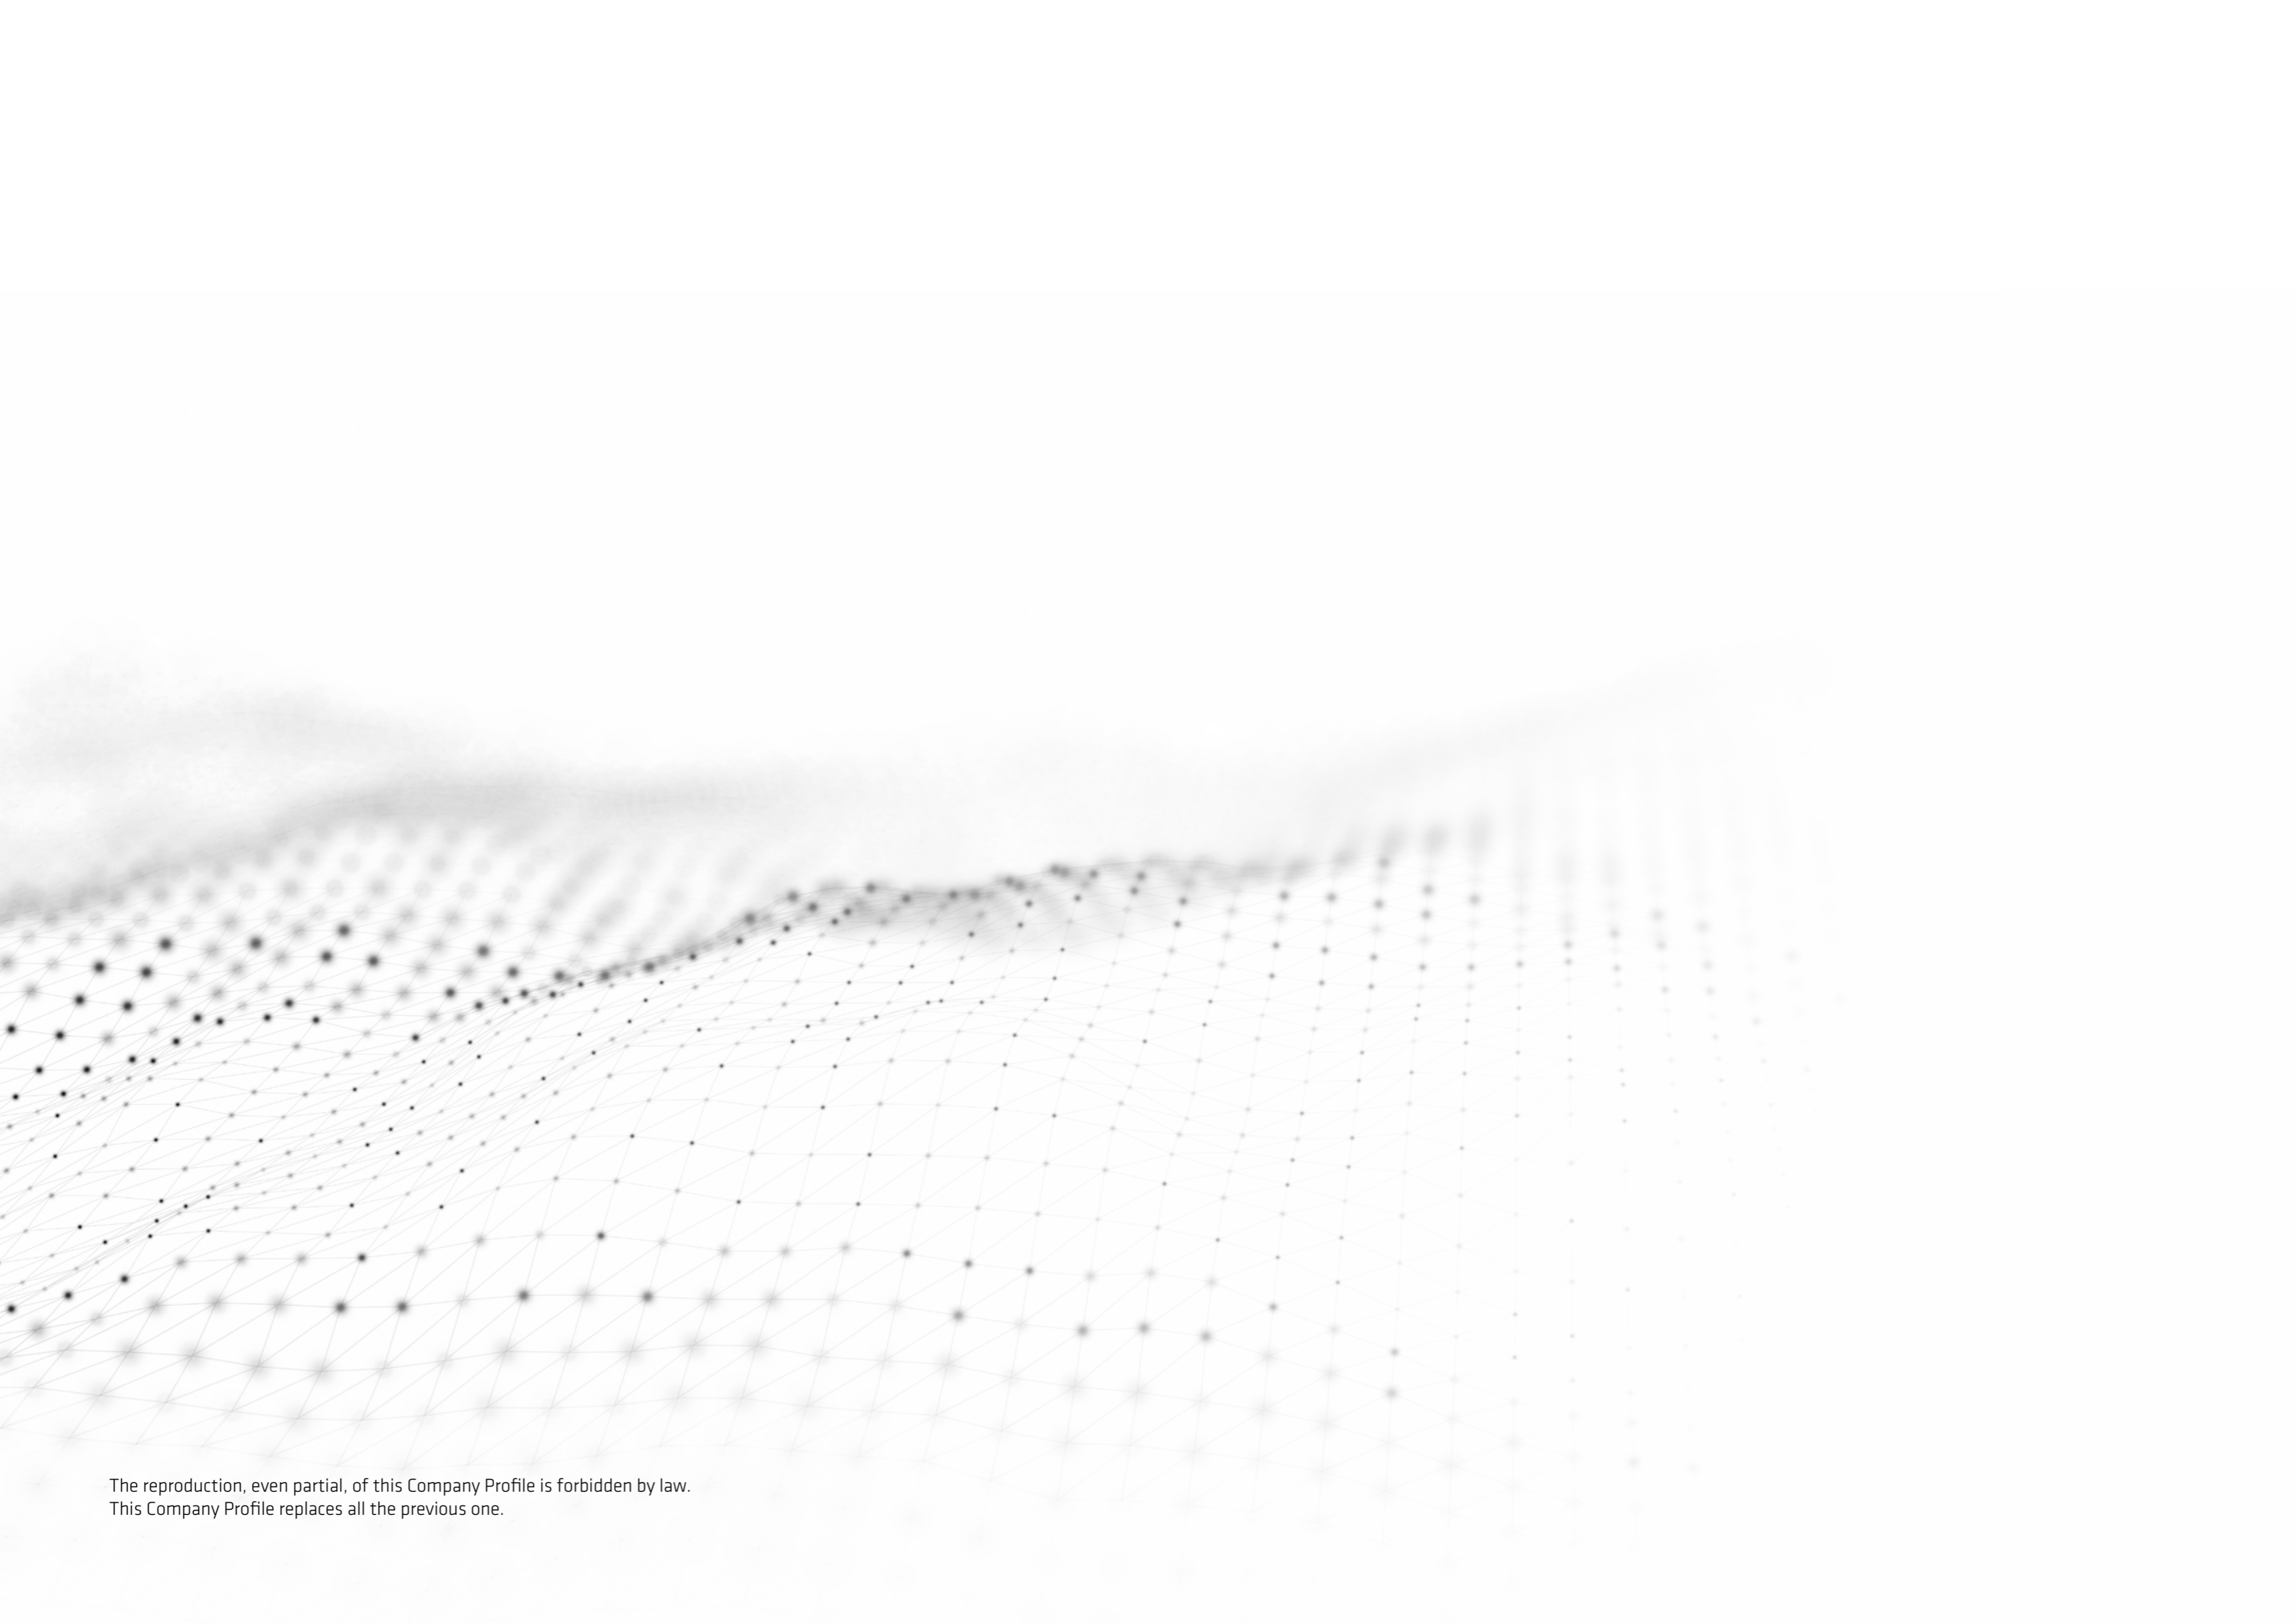 The reproduction, even partial, of this Company Profile is forbidden by law.
This Company Profile replaces all the previous one.